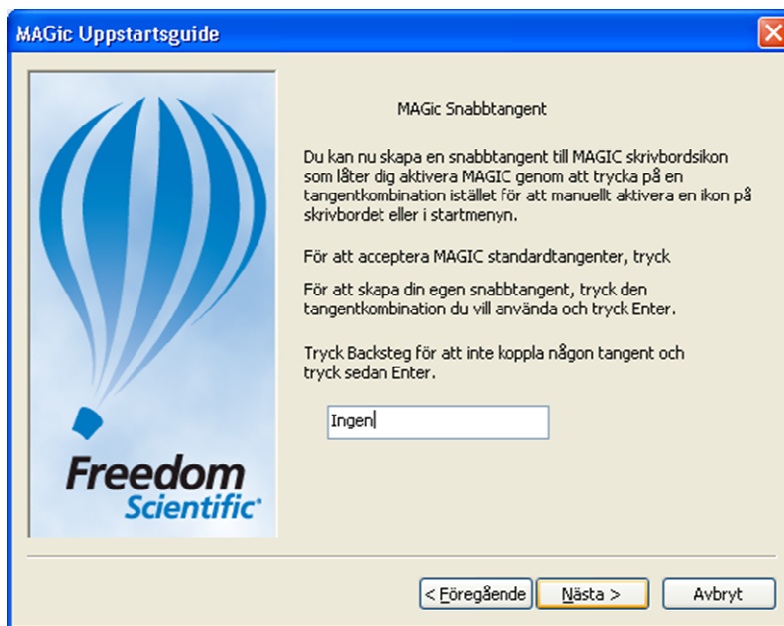 MAGic Uppstartsguide
MAGic Snabbtangent
Du kan nu skapa en snabbtangent till MAGIC skrivbordsikon
som låter dig aktivera MAGIC genom att trycka på en
tangentkombination istället för att manuellt aktivera en ikon på
skrivbordet eller i startmenyn.
För att acceptera MAGIC standardtangenter, tryck
För att skapa din egen snabbtangent, tryck den
tangentkombination du vill använda och tryck Enter.
Tryck Backsteg för att inte koppla någon tangent och
tryck sedan Enter.
Ingen
Freedom
Scientific
< Föregående
Nästa >
Avbryt